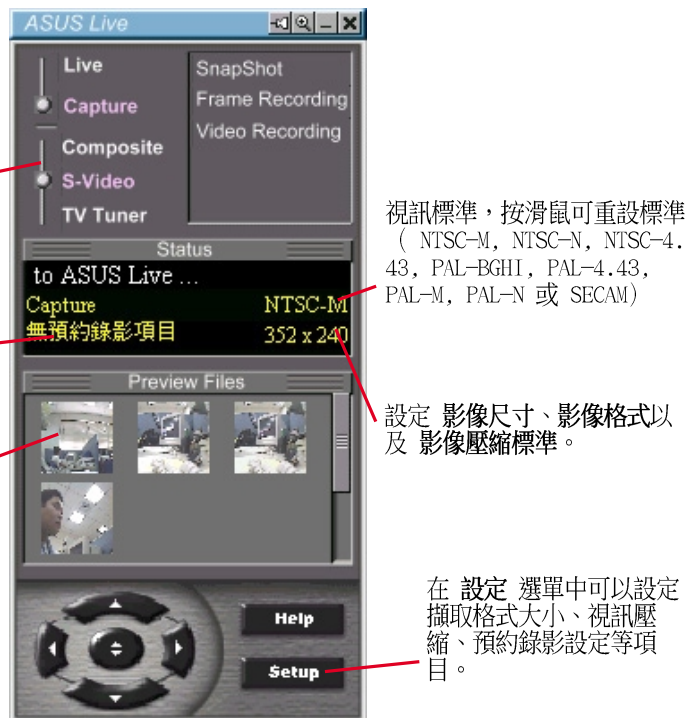 ASUS Live
Live
Capture
Composite
S-Video
TV Tuner
SnapShot
Frame Recording
Video Recording
Status
to ASUS Live ...
Capture NTSC-M
無預約錄影項目 352 x 240
Preview Files
Help
Setup
視訊標準，按滑鼠可重設標準
（ NTSC-M, NTSC-N, NTSC-4.
43, PAL-BGHI, PAL-4.43,
PAL-M, PAL-N 或 SECAM)
設定 影像尺寸、影像格式以
及 影像壓縮標準。
在 設定 選單中可以設定
擷取格式大小、視訊壓
縮、預約錄影設定等項
目。